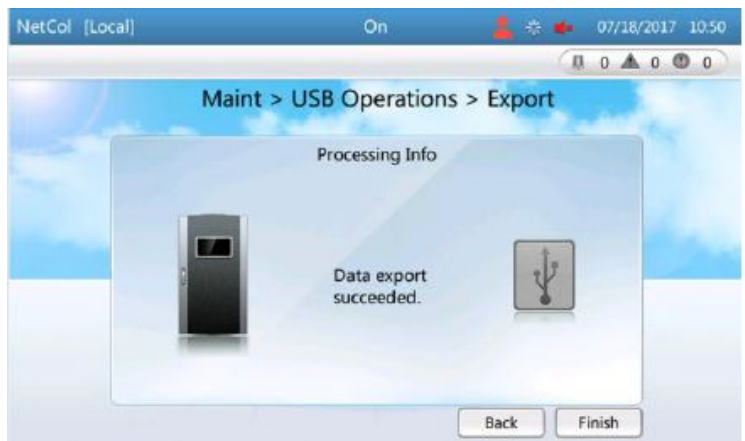 NetCol [Local] On 07/18/2017 10:50
0 0 0
Maint > USB Operations > Export
Processing Info
Data export
succeeded.
Back Finish